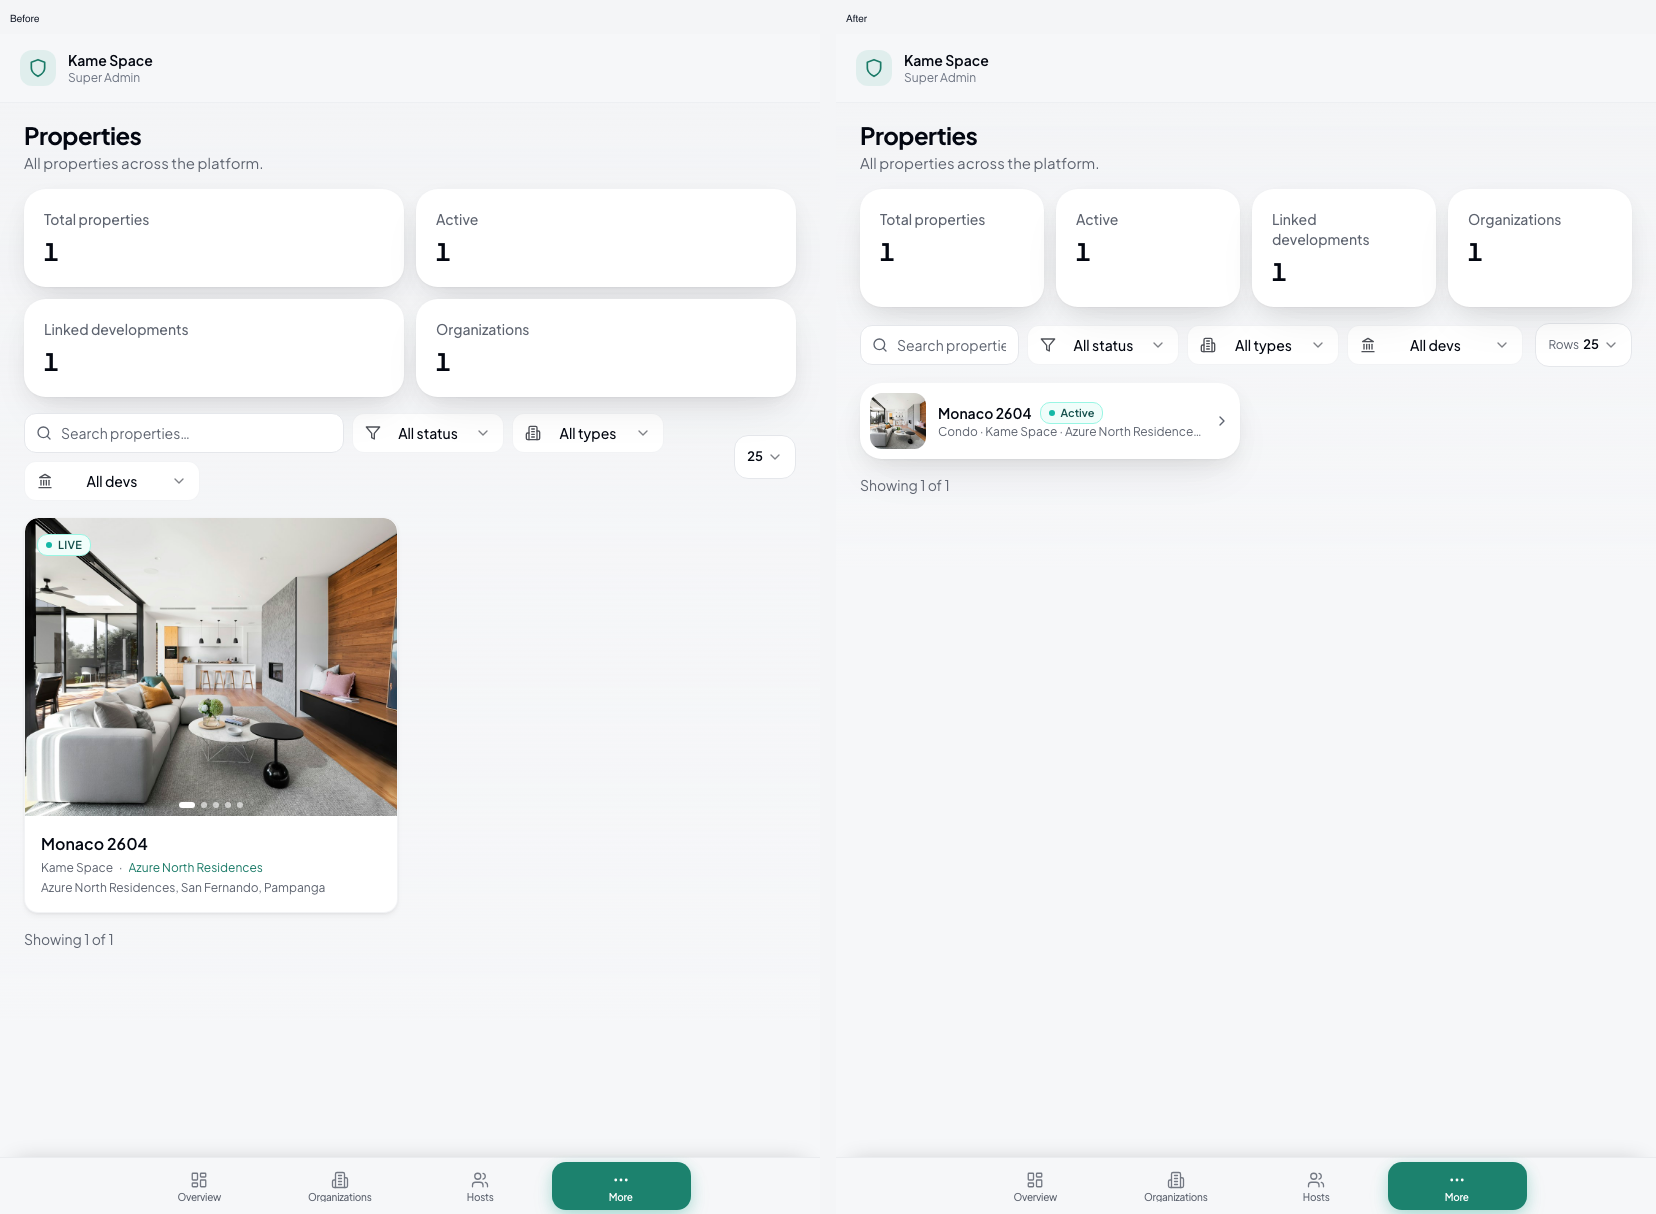 Before
Kame Space
Super Admin
Properties
All properties across the platform.
Total properties
1
Active
1
Linked developments
1
Organizations
1
Search properties...
All status
All types
25
All devs
LIVE
Monaco 2604
Kame Space · Azure North Residences
Azure North Residences, San Fernando, Pampanga
Showing 1 of 1
Overview
Organizations
Hosts
More
After
Kame Space
Super Admin
Properties
All properties across the platform.
Total properties
1
Active
1
Linked
developments
1
Organizations
1
Search propertie
All status
All types
All devs
Rows 25
Monaco 2604
Active
Condo · Kame Space · Azure North Residence...
Showing 1 of 1
Overview
Organizations
Hosts
More